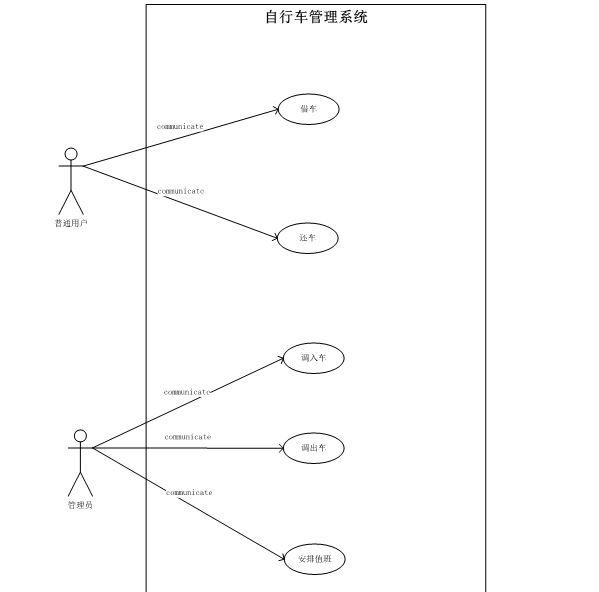 自行车管理系统
communicate
借车
communicate
普通用户
还车
communicate
调入车
communicate
调出车
communicate
管理员
安排值班